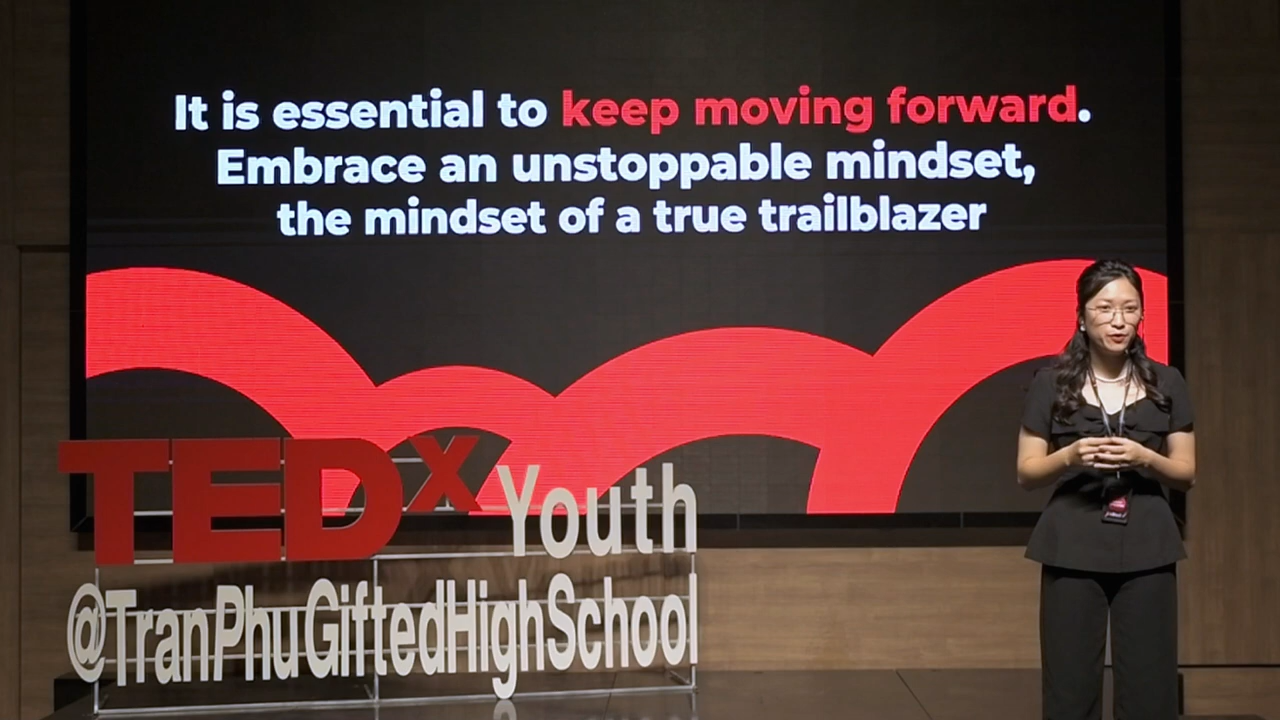 It is essential to keep moving forward.
Embrace an unstoppable mindset,
the mindset of a true trailblazer
TEDx Youth
@TranPhuGiftedHighSchool